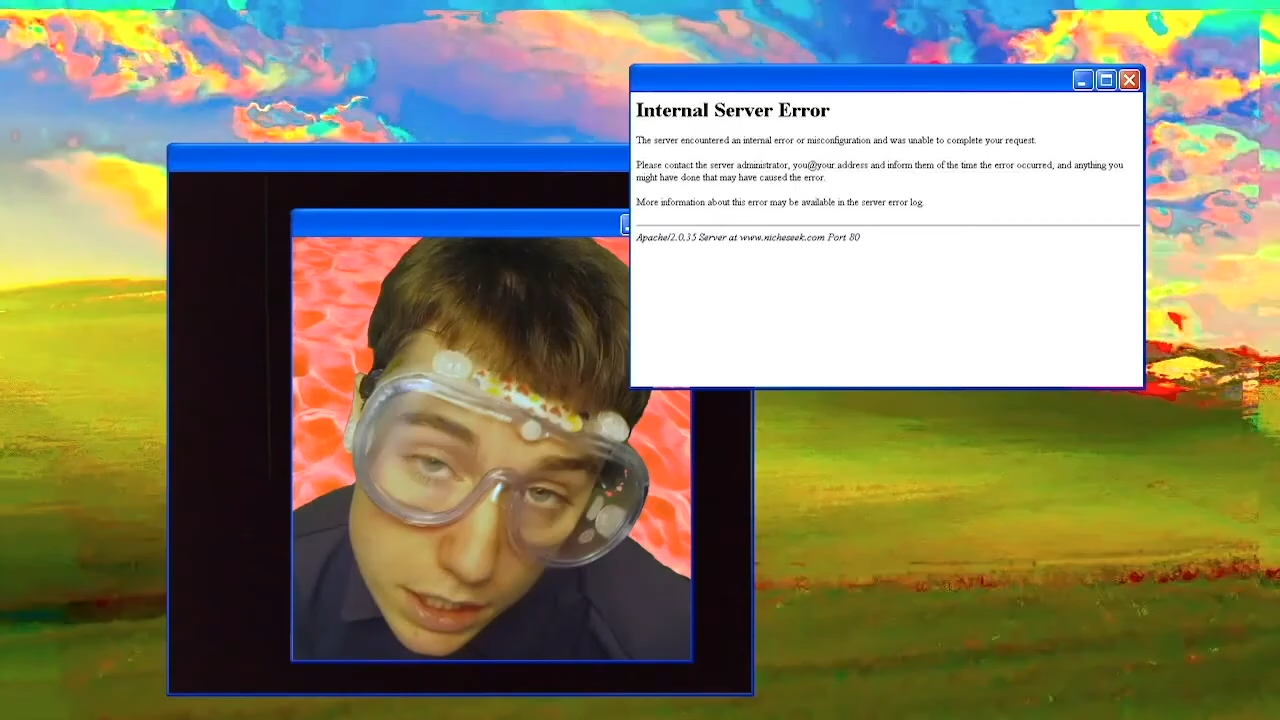 Internal Server Error
The server encountered an internal error or misconfiguration and was unable to complete your request.
Please contact the server administrator, you@your.address and inform them of the time the error occurred, and anything you
might have done that may have caused the error.
More information about this error may be available in the server error log.
Apache/2.0.35 Server at www.nicheseek.com Port 80